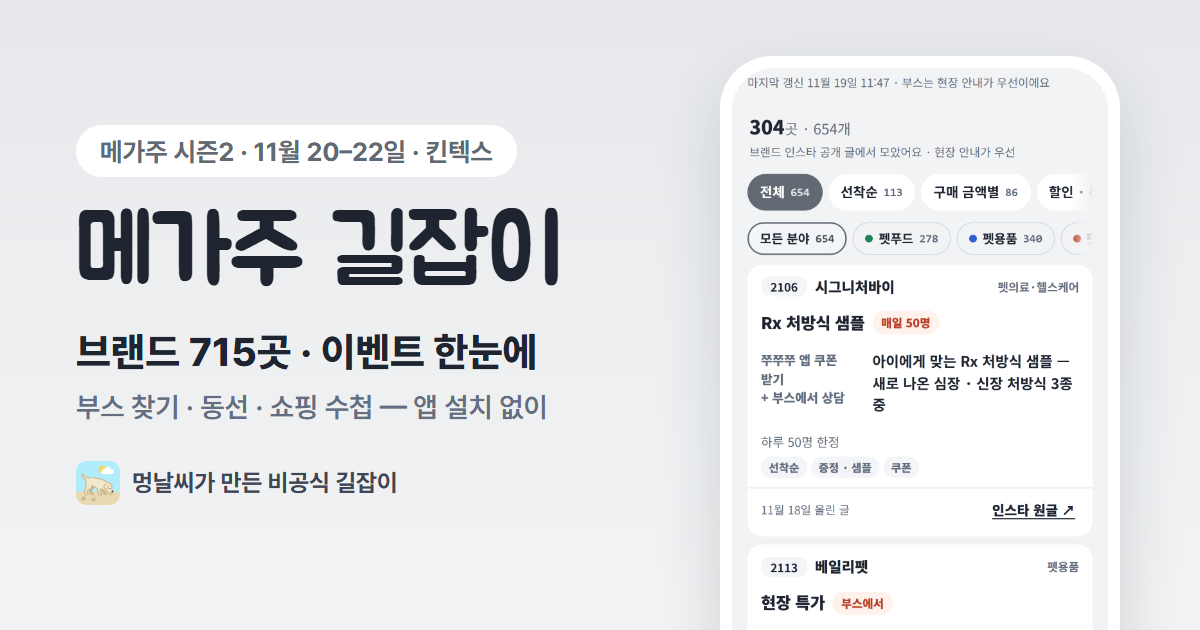 메가주 시즌2 · 11월 20–22일 · 킨텍스
메가주 길잡이
브랜드 715곳 · 이벤트 한눈에
부스 찾기 · 동선 · 쇼핑 수첩 — 앱 설치 없이
멍날씨가 만든 비공식 길잡이
마지막 갱신 11월 19일 11:47 · 부스는 현장 안내가 우선이에요
304곳 · 654개
브랜드 인스타 공개 글에서 모았어요 · 현장 안내가 우선
전체 654 선착순 113 구매 금액별 86 할인 ·
모든 분야 654 펫푸드 278 펫용품 340
2106 시그니처바이 펫의료·헬스케어
Rx 처방식 샘플 매일 50명
쭈쭈쭈 앱 쿠폰 받기
+ 부스에서 상담
아이에게 맞는 Rx 처방식 샘플 —
새로 나온 심장 · 신장 처방식 3종
중
하루 50명 한정
선착순 증정 · 샘플 쿠폰
11월 18일 올린 글 인스타 원글 ↗
2113 베일리펫 펫용품
현장 특가 부스에서